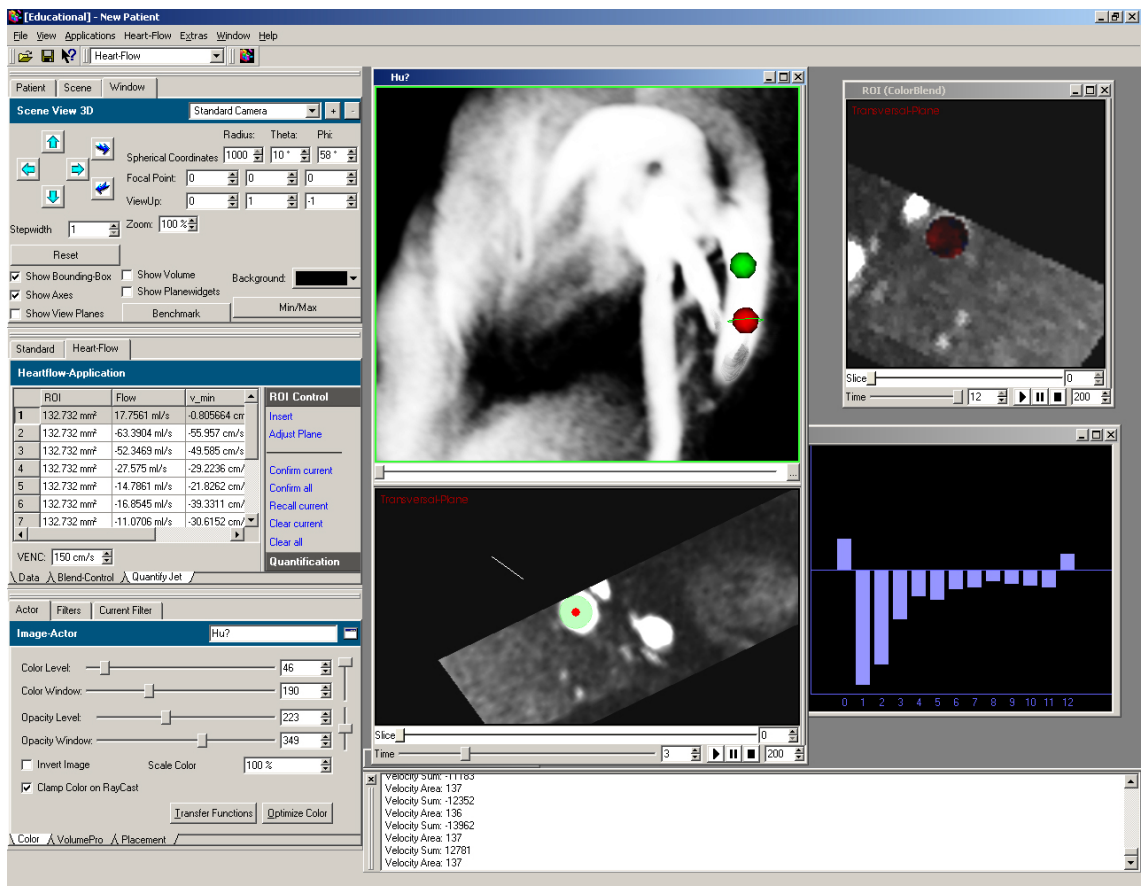 [Educational] - New Patient
File View Applications Heart-Flow Extras Window Help
Heart-Flow
Patient Scene Window
Scene View 3D Standard Camera + -
Radius: Theta: Phi:
Spherical Coordinates 1000 10 ° 58 °
Focal Point: 0 0 0
ViewUp: 0 1 -1
Stepwidth 1 Zoom: 100 %
Reset
Show Bounding-Box Show Volume Background:
Show Axes Show Planewidgets
Show View Planes Benchmark Min/Max
Standard Heart-Flow
Heartflow-Application
ROI Flow v_min
1 132.732 mm² 17.7561 ml/s -0.805664 cm
2 132.732 mm² -63.3904 ml/s -55.957 cm/s
3 132.732 mm² -52.3469 ml/s -49.585 cm/s
4 132.732 mm² -27.575 ml/s -29.2236 cm/
5 132.732 mm² -14.7861 ml/s -21.8262 cm/
6 132.732 mm² -16.8545 ml/s -39.3311 cm/
7 132.732 mm² -11.0706 ml/s -30.6152 cm/
ROI Control
Insert
Adjust Plane
Confirm current
Confirm all
Recall current
Clear current
Clear all
Quantification
VENC: 150 cm/s
Data Blend-Control Quantify Jet
Actor Filters Current Filter
Image-Actor Hu?
Color Level: 46
Color Window: 190
Opacity Level: 223
Opacity Window: 349
Invert Image Scale Color 100 %
Clamp Color on RayCast
Transfer Functions Optimize Color
Color VolumePro Placement
Hu?
...
Transversal-Plane
Slice 0
Time 3 200
ROI (ColorBlend)
Transversal-Plane
Slice 0
Time 12 200
0 1 2 3 4 5 6 7 8 9 10 11 12
Velocity Sum: -11183
Velocity Area: 137
Velocity Sum: -12352
Velocity Area: 136
Velocity Sum: -13962
Velocity Area: 137
Velocity Sum: 12781
Velocity Area: 137